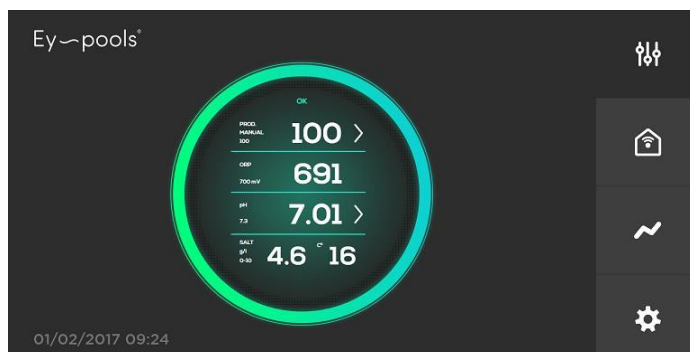 Ey-pools®
OK
PROD.
MANUAL
100
100
ORP
700 mV
691
pH
7.3
7.01
SALT
g/l
0-10
4.6 °C 16
01/02/2017 09:24